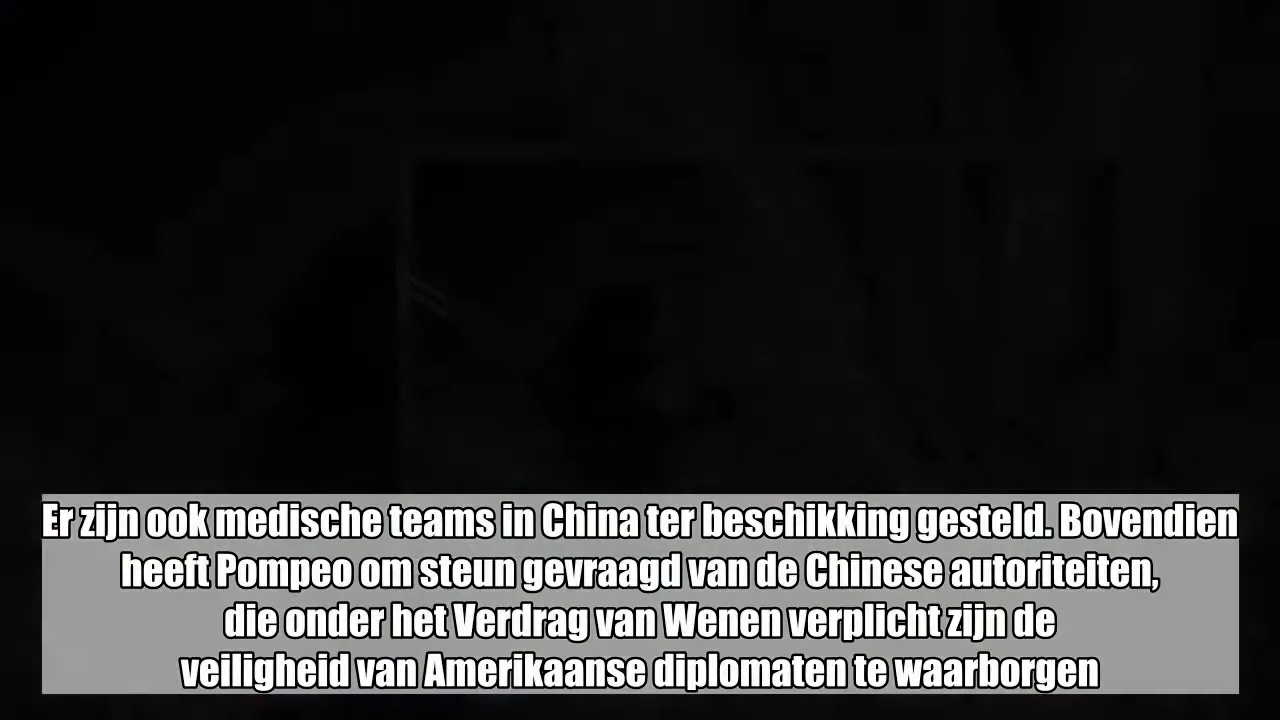 Er zijn ook medische teams in China ter beschikking gesteld. Bovendien
heeft Pompeo om steun gevraagd van de Chinese autoriteiten,
die onder het Verdrag van Wenen verplicht zijn de
veiligheid van Amerikaanse diplomaten te waarborgen